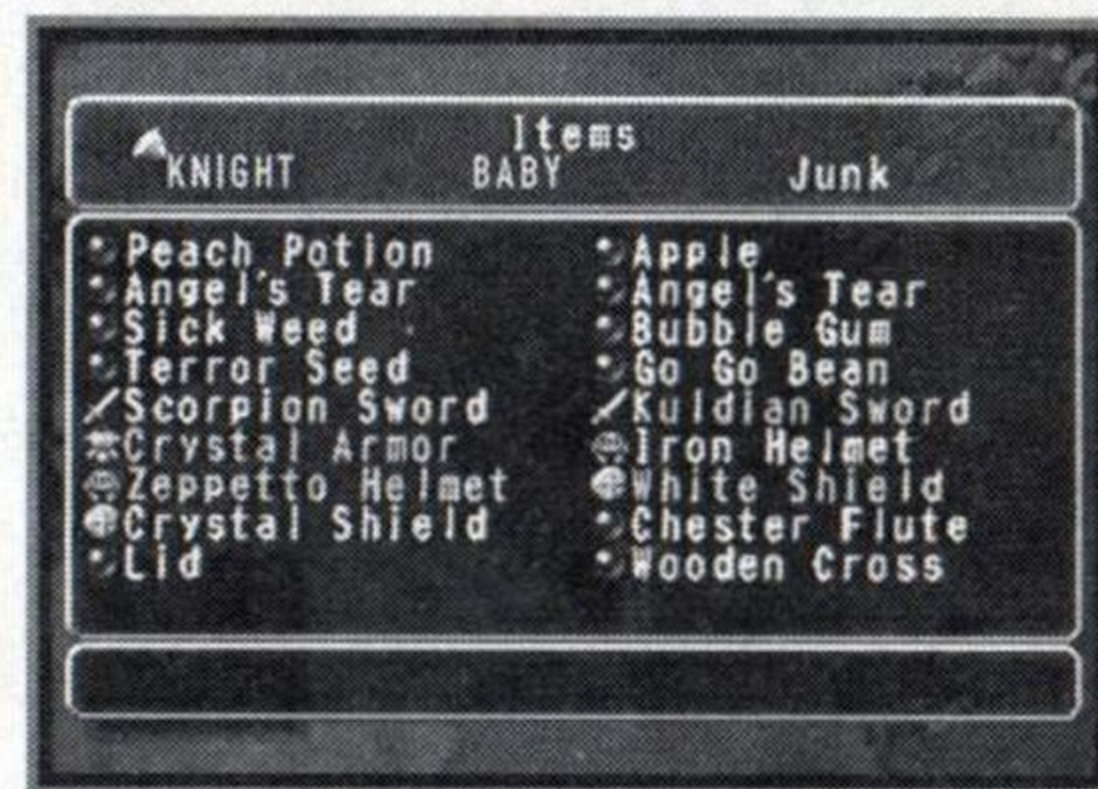 Items
KNIGHT BABY Junk
Peach Potion Apple
Angel's Tear Angel's Tear
Sick Weed Bubble Gum
Terror Seed Go Go Bean
Scorpion Sword Kuldian Sword
Crystal Armor Iron Helmet
Zeppetto Helmet White Shield
Crystal Shield Chester Flute
Lid Wooden Cross